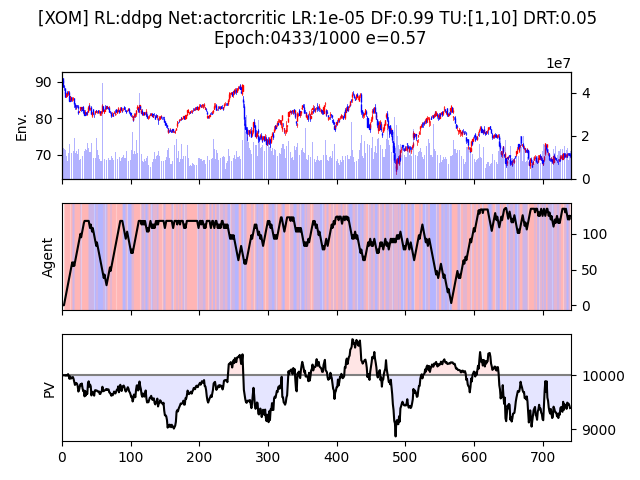 [XOM] RL:ddpg Net:actorcritic LR:1e-05 DF:0.99 TU:[1,10] DRT:0.05
Epoch:0433/1000 e=0.57
1e7
90
80
70
Env.
4
2
0
Agent
100
50
0
PV
10000
9000
0 100 200 300 400 500 600 700